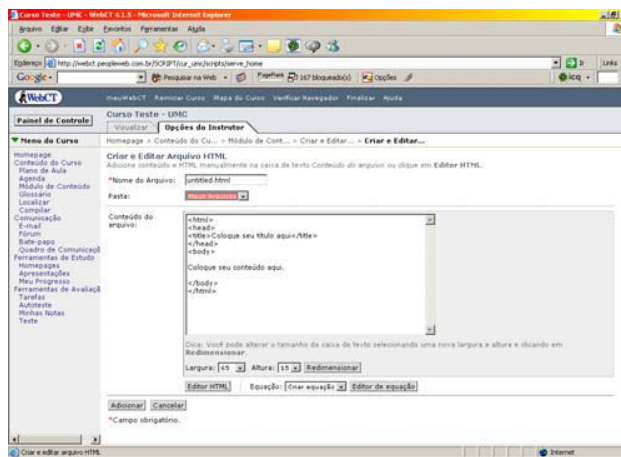 Curso Teste - UMC - WebCT 4.1.5 - Microsoft Internet Explorer
Arquivo Editar Exibir Favoritos Ferramentas Ajuda
Endereço http://webct.peopleweb.com.br/SCRIPT/cur_umc/scripts/serve_home Ir Links
Google - Pesquisar na Web PageRank 167 bloqueado(s) Opções icq
WebCT meuWebCT Reiniciar Curso Mapa do Curso Verificar Navegador Finalizar Ajuda
Painel de Controle
Curso Teste - UMC
Visualizar Opções do Instrutor
Menu do Curso
Homepage > Conteúdo do Cu... > Módulo de Cont... > Criar e Editar... > Criar e Editar...
Homepage
Conteúdo do Curso
Plano de Aula
Agenda
Módulo de Conteúdo
Glossário
Localizar
Compilar
Comunicação
E-mail
Fórum
Bate-papo
Quadro de Comunicaçõ
Ferramentas de Estudo
Homepages
Apresentações
Meu Progresso
Ferramentas de Avaliaçã
Tarefas
Autoteste
Minhas Notas
Teste
Criar e Editar Arquivo HTML
Adicione conteúdo e HTML manualmente na caixa de texto Conteúdo do arquivo ou clique em Editor HTML.
*Nome do Arquivo: untitled.html
Pasta: Meus Arquivos
Conteúdo do arquivo:
<html>
<head>
<title>Coloque seu título aqui</title>
</head>
<body>
Coloque seu conteúdo aqui.
</body>
</html>
Dica: Você pode alterar o tamanho da caixa de texto selecionando uma nova largura e altura e clicando em
Redimensionar.
Largura: 65 Altura: 15 Redimensionar
Editor HTML Equação: Criar equação Editor de equação
Adicionar Cancelar
*Campo obrigatório.
Criar e editar arquivo HTML Internet